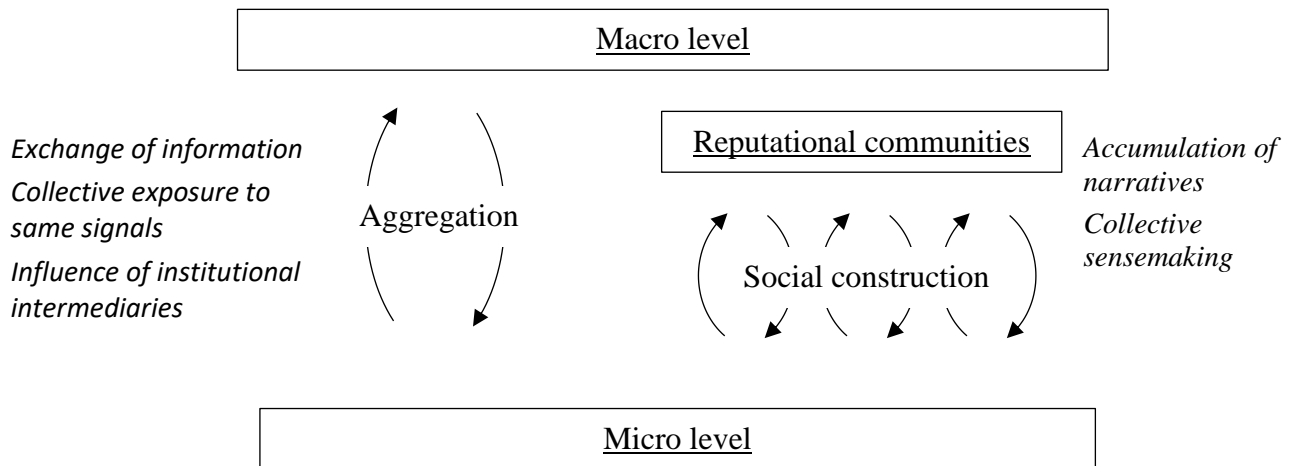 Macro level
Exchange of information
Collective exposure to
same signals
Influence of institutional
intermediaries
Aggregation
Reputational communities
Social construction
Accumulation of
narratives
Collective
sensemaking
Micro level